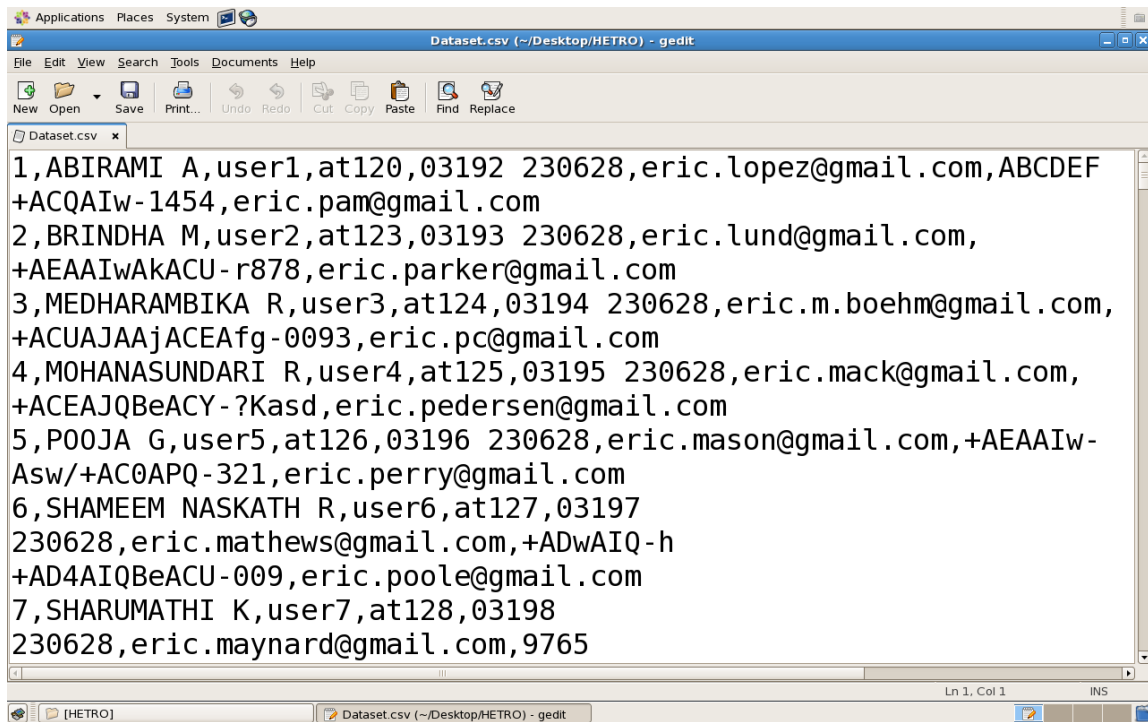 Applications Places System
Dataset.csv (~/Desktop/HETRO) - gedit
File Edit View Search Tools Documents Help
New Open Save Print... Undo Redo Cut Copy Paste Find Replace
Dataset.csv
1,ABIRAMI A,user1,at120,03192 230628,eric.lopez@gmail.com,ABCDEF
+ACQAIw-1454,eric.pam@gmail.com
2,BRINDHA M,user2,at123,03193 230628,eric.lund@gmail.com,
+AEAAIwAkACU-r878,eric.parker@gmail.com
3,MEDHARAMBIKA R,user3,at124,03194 230628,eric.m.boehm@gmail.com,
+ACUAJAAjACEAfg-0093,eric.pc@gmail.com
4,MOHANASUNDARI R,user4,at125,03195 230628,eric.mack@gmail.com,
+ACEAJQBeACY-?Kasd,eric.pedersen@gmail.com
5,POOJA G,user5,at126,03196 230628,eric.mason@gmail.com,+AEAAIw-
Asw/+AC0APQ-321,eric.perry@gmail.com
6,SHAMEEM NASKATH R,user6,at127,03197
230628,eric.mathews@gmail.com,+ADwAIQ-h
+AD4AIQBeACU-009,eric.poole@gmail.com
7,SHARUMATHI K,user7,at128,03198
230628,eric.maynard@gmail.com,9765
Ln 1, Col 1 INS
[HETRO] Dataset.csv (~/Desktop/HETRO) - gedit